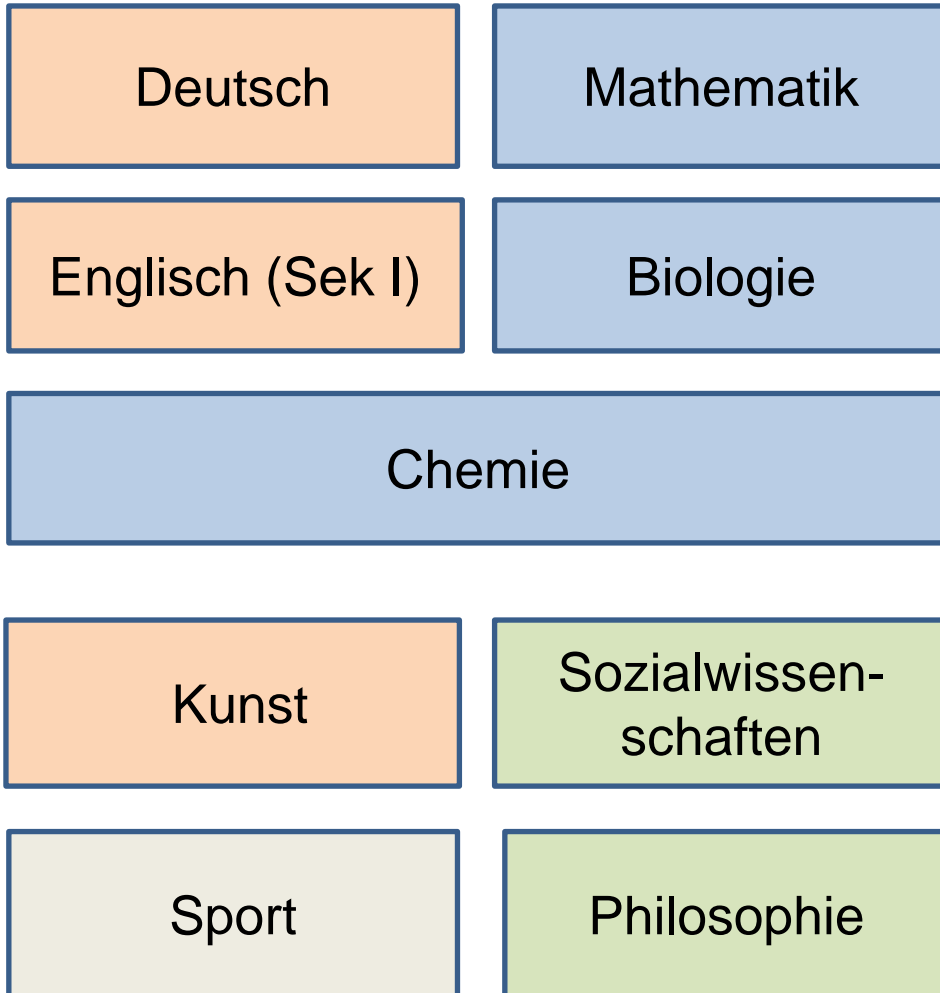 Deutsch
Mathematik
Englisch (Sek I)
Biologie
Chemie
Kunst
Sozialwissen-
schaften
Sport
Philosophie